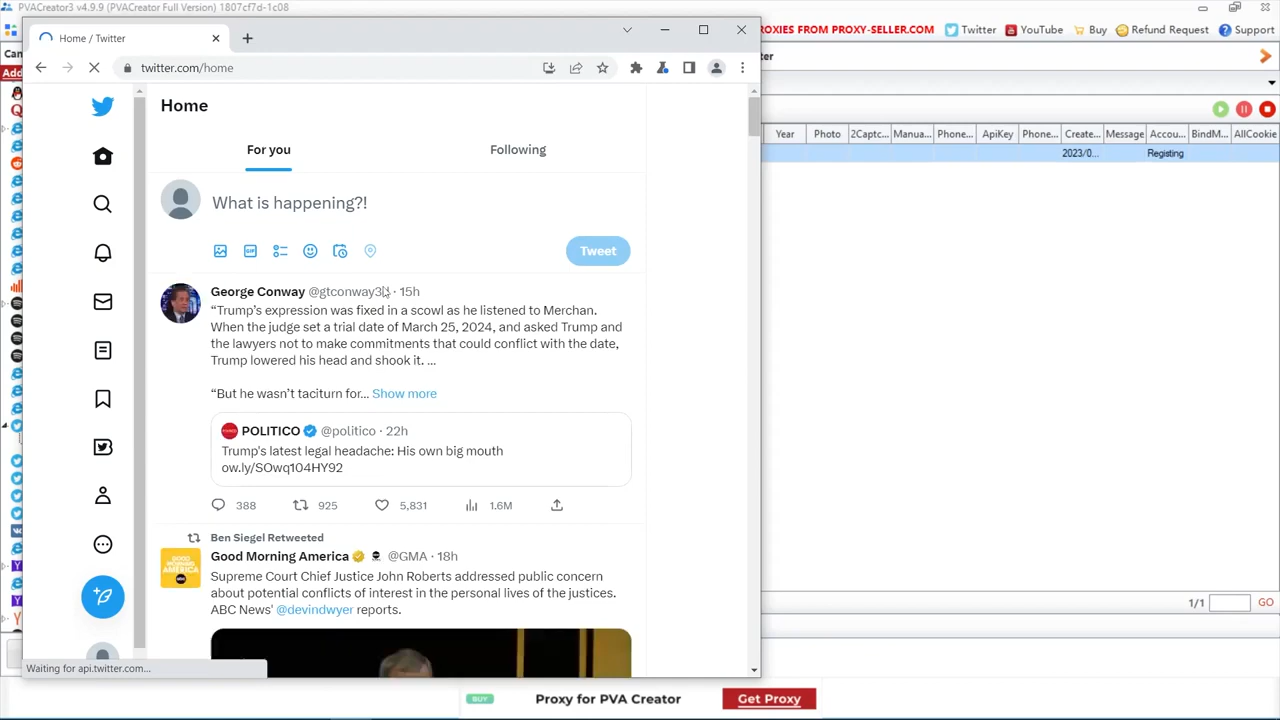 PVACreator3 v4.9.9 (PVACreator Full Version) 1807cf7d-1c08
Home / Twitter
ROXIES FROM PROXY-SELLER.COM
Twitter
YouTube
Buy
Refund Request
Support
Can
ter
Add
twitter.com/home
Home
For you
Following
What is happening?!
GIF
Tweet
Year
Photo
2Captc...
Manua...
Phone...
ApiKey
Phone...
Create...
Message
Accou...
BindM...
AllCookie
2023/0...
Registing
George Conway @gtconway3 · 15h
“Trump’s expression was fixed in a scowl as he listened to Merchan.
When the judge set a trial date of March 25, 2024, and asked Trump and
the lawyers not to make commitments that could conflict with the date,
Trump lowered his head and shook it. ...
“But he wasn’t taciturn for... Show more
POLITICO @politico · 22h
Trump's latest legal headache: His own big mouth
ow.ly/SOwq104HY92
388
925
5,831
1.6M
Ben Siegel Retweeted
Good Morning America @GMA · 18h
Supreme Court Chief Justice John Roberts addressed public concern
about potential conflicts of interest in the personal lives of the justices.
ABC News' @devindwyer reports.
1/1
GO
Waiting for api.twitter.com...
BUY
Proxy for PVA Creator
Get Proxy